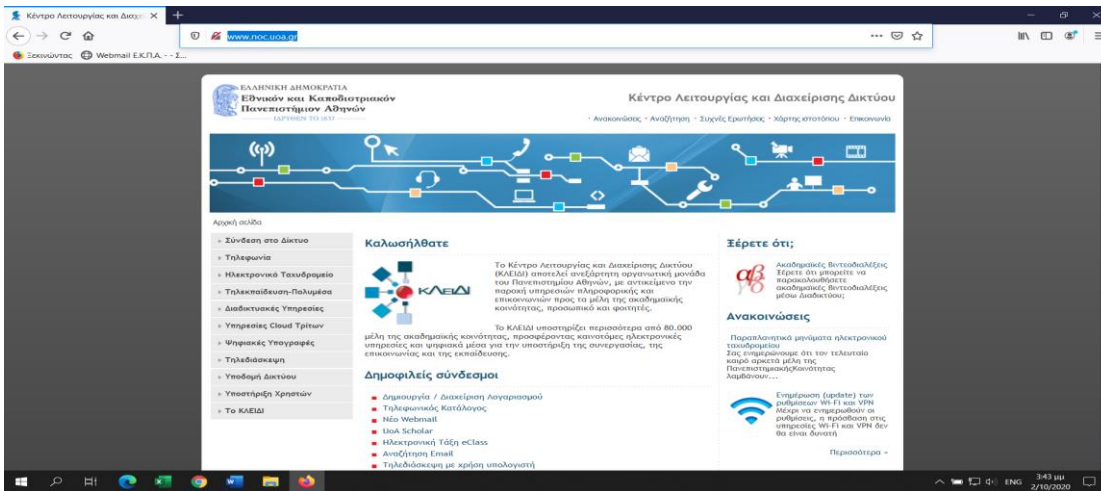 Κέντρο Λειτουργίας και Διαχει
www.noc.uoa.gr
Ξεκινώντας
Webmail Ε.Κ.Π.Α. - - Σ...
ΕΛΛΗΝΙΚΗ ΔΗΜΟΚΡΑΤΙΑ
Εθνικόν και Καποδιστριακόν
Πανεπιστήμιον Αθηνών
ΙΔΡΥΘΕΝ ΤΟ 1837
Κέντρο Λειτουργίας και Διαχείρισης Δικτύου
Ανακοινώσεις • Αναζήτηση • Συχνές Ερωτήσεις • Χάρτης ιστοτόπου • Επικοινωνία
Αρχική σελίδα
» Σύνδεση στο Δίκτυο
» Τηλεφωνία
» Ηλεκτρονικό Ταχυδρομείο
» Τηλεκπαίδευση-Πολυμέσα
» Διαδικτυακές Υπηρεσίες
» Υπηρεσίες Cloud Τρίτων
» Ψηφιακές Υπογραφές
» Τηλεδιάσκεψη
» Υποδομή Δικτύου
» Υποστήριξη Χρηστών
» Το ΚΛΕΙΔΙ
Καλωσήλθατε
ΚΛΕΙΔΙ
Το Κέντρο Λειτουργίας και Διαχείρισης Δικτύου
(ΚΛΕΙΔΙ) αποτελεί ανεξάρτητη οργανωτική μονάδα
του Πανεπιστημίου Αθηνών, με αντικείμενο την
παροχή υπηρεσιών πληροφορικής και
επικοινωνιών προς τα μέλη της ακαδημαϊκής
κοινότητας, προσωπικό και φοιτητές.
Το ΚΛΕΙΔΙ υποστηρίζει περισσότερα από 80.000
μέλη της ακαδημαϊκής κοινότητας, προσφέροντας καινοτόμες ηλεκτρονικές
υπηρεσίες και ψηφιακά μέσα για την υποστήριξη της συνεργασίας, της
επικοινωνίας και της εκπαίδευσης.
Δημοφιλείς σύνδεσμοι
Δημιουργία / Διαχείριση Λογαριασμού
Τηλεφωνικός Κατάλογος
Νέο Webmail
UoA Scholar
Ηλεκτρονική Τάξη eClass
Αναζήτηση Email
Τηλεδιάσκεψη με χρήση υπολογιστή
Ξέρετε ότι;
Ακαδημαϊκές Βιντεοδιαλέξεις
Ξέρετε ότι μπορείτε να
παρακολουθήσετε
ακαδημαϊκές βιντεοδιαλέξεις
μέσω Διαδικτύου;
Ανακοινώσεις
Παραπλανητικά μηνύματα ηλεκτρονικού
ταχυδρομείου
Σας ενημερώνουμε ότι τον τελευταίο
καιρό αρκετά μέλη της
ΠανεπιστημιακήςΚοινότητας
λαμβάνουν...
Ενημέρωση (update) των
ρυθμίσεων Wi-Fi και VPN
Μέχρι να ενημερωθούν οι
ρυθμίσεις, η πρόσβαση στις
υπηρεσίες Wi-Fi και VPN δεν
θα είναι δυνατή
Περισσότερα »
ENG
3:43 μμ
2/10/2020